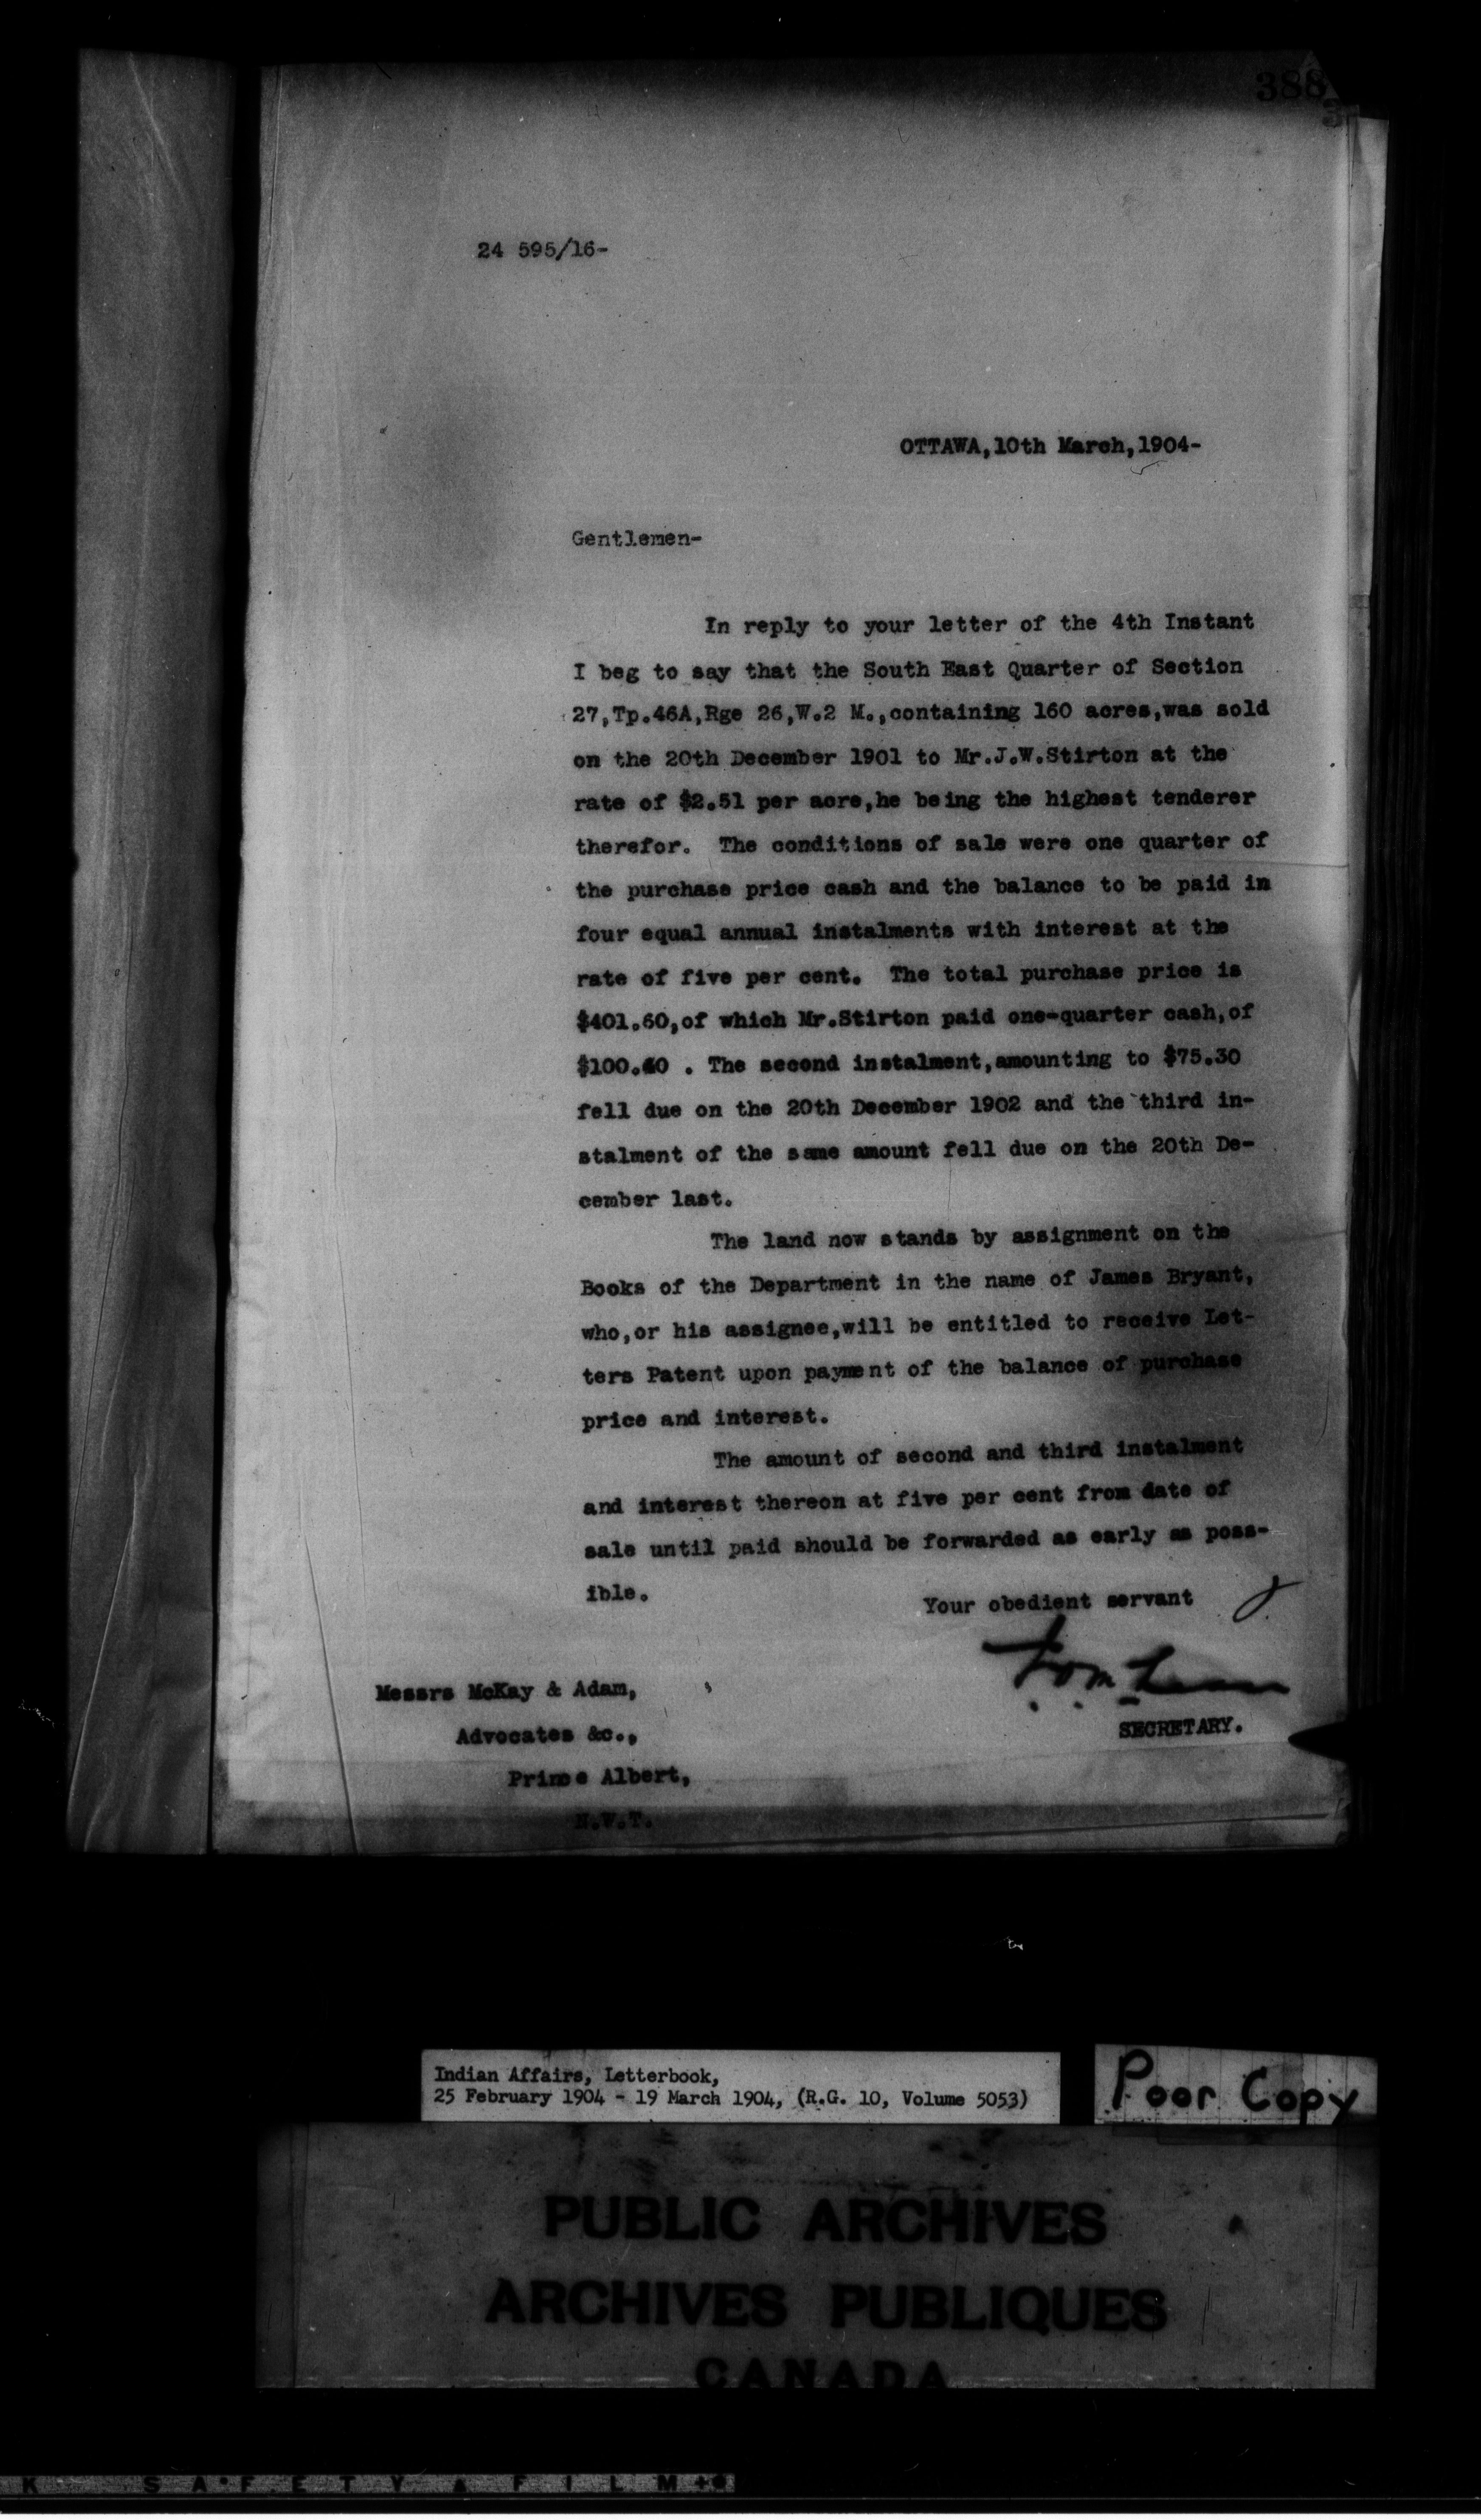 388
24 595/16-
OTTAWA,10th March,1904-
Gentlemen-
In reply to your letter of the 4th Instant
I beg to say that the South East Quarter of Section
27,Tp.46A,Rge 26,W.2 M.,containing 160 acres,was sold
on the 20th December 1901 to Mr.J.W.Stirton at the
rate of $2.51 per acre,he being the highest tenderer
therefor. The conditions of sale were one quarter of
the purchase price cash and the balance to be paid in
four equal annual instalments with interest at the
rate of five per cent. The total purchase price is
$401.60,of which Mr.Stirton paid one-quarter cash,of
$100.40 . The second instalment,amounting to $75.30
fell due on the 20th December 1902 and the third in-
stalment of the same amount fell due on the 20th De-
cember last.
The land now stands by assignment on the
Books of the Department in the name of James Bryant,
who,or his assignee,will be entitled to receive Let-
ters Patent upon payment of the balance of purchase
price and interest.
The amount of second and third instalment
and interest thereon at five per cent from date of
sale until paid should be forwarded as early as poss-
ible.
Your obedient servant
SECRETARY.
Messrs McKay & Adam,
Advocates &c.,
Prince Albert,
N.W.T.
Indian Affairs, Letterbook,
25 February 1904 - 19 March 1904, (R.G. 10, Volume 5053)
Poor Copy
PUBLIC ARCHIVES
ARCHIVES PUBLIQUES
CANADA
K SAFETY FILM